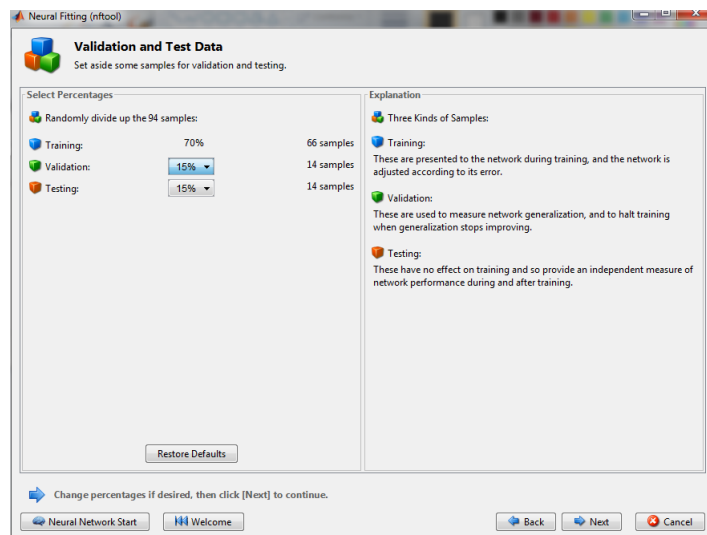 Neural Fitting (nftool)
Validation and Test Data
Set aside some samples for validation and testing.
Select Percentages
Randomly divide up the 94 samples:
Training: 70% 66 samples
Validation: 15% 14 samples
Testing: 15% 14 samples
Restore Defaults
Explanation
Three Kinds of Samples:
Training:
These are presented to the network during training, and the network is
adjusted according to its error.
Validation:
These are used to measure network generalization, and to halt training
when generalization stops improving.
Testing:
These have no effect on training and so provide an independent measure of
network performance during and after training.
Change percentages if desired, then click [Next] to continue.
Neural Network Start Welcome Back Next Cancel